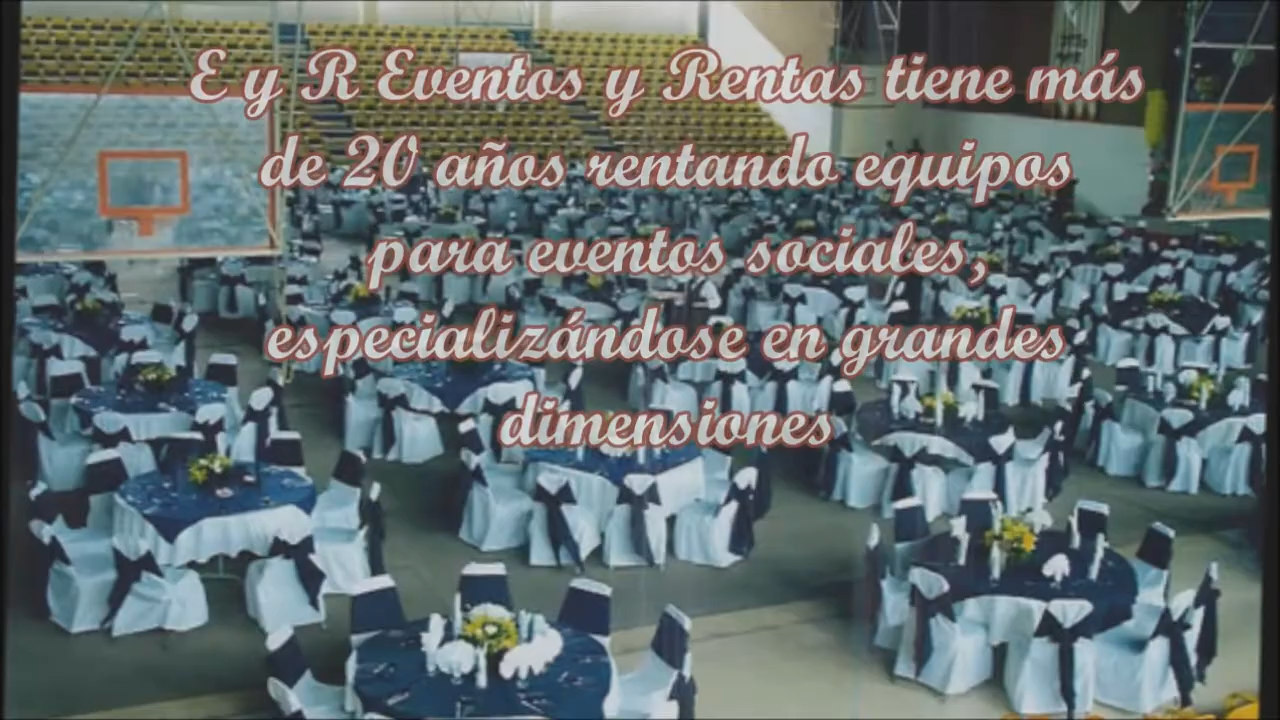 E y R Eventos y Rentas tiene más
de 20 años rentando equipos
para eventos sociales,
especializándose en grandes
dimensiones